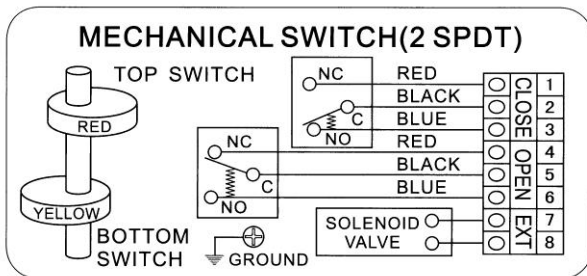 MECHANICAL SWITCH(2 SPDT)
TOP SWITCH
RED
YELLOW
BOTTOM
SWITCH
GROUND
NC
C
NO
NC
C
NO
RED
BLACK
BLUE
RED
BLACK
BLUE
SOLENOID
VALVE
CLOSE
OPEN
EXT
1
2
3
4
5
6
7
8